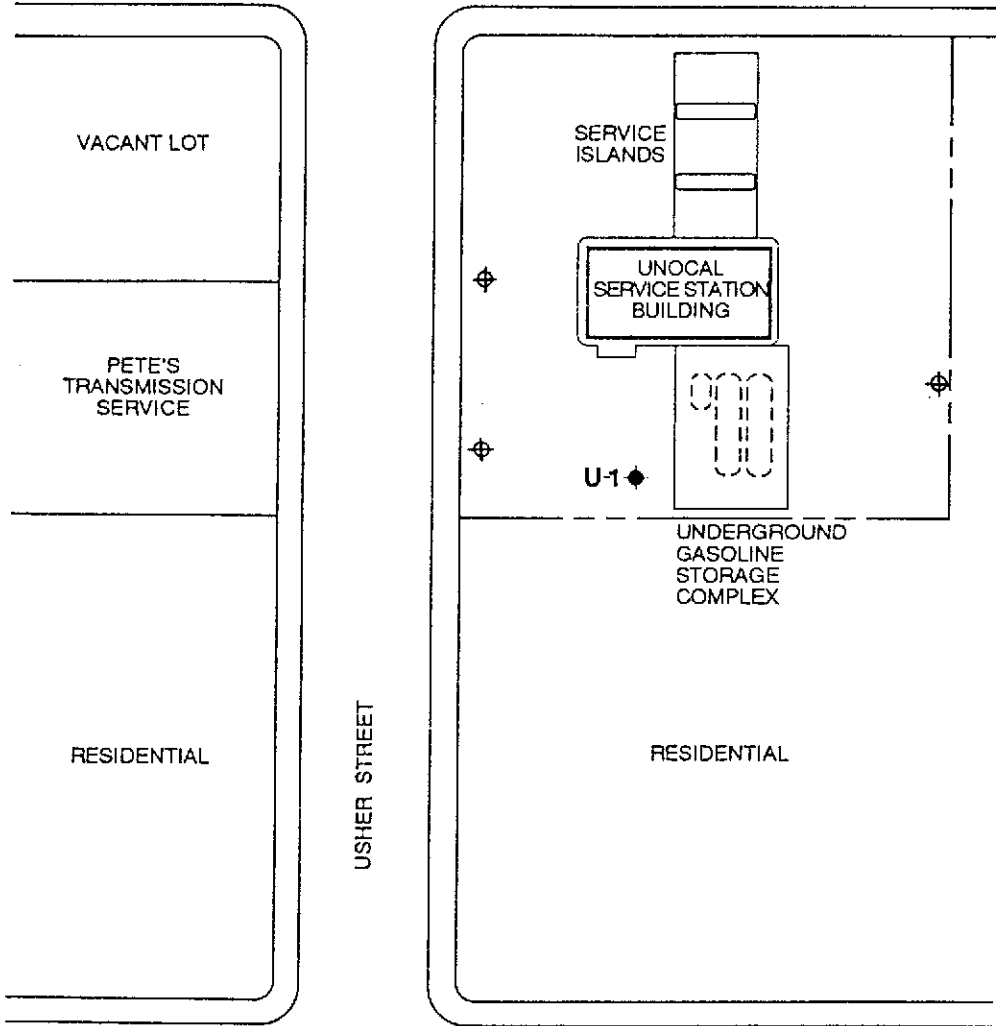 VACANT LOT
SERVICE
ISLANDS
UNOCAL
SERVICE STATION
BUILDING
PETE'S
TRANSMISSION
SERVICE
U-1
UNDERGROUND
GASOLINE
STORAGE
COMPLEX
RESIDENTIAL
USHER STREET
RESIDENTIAL